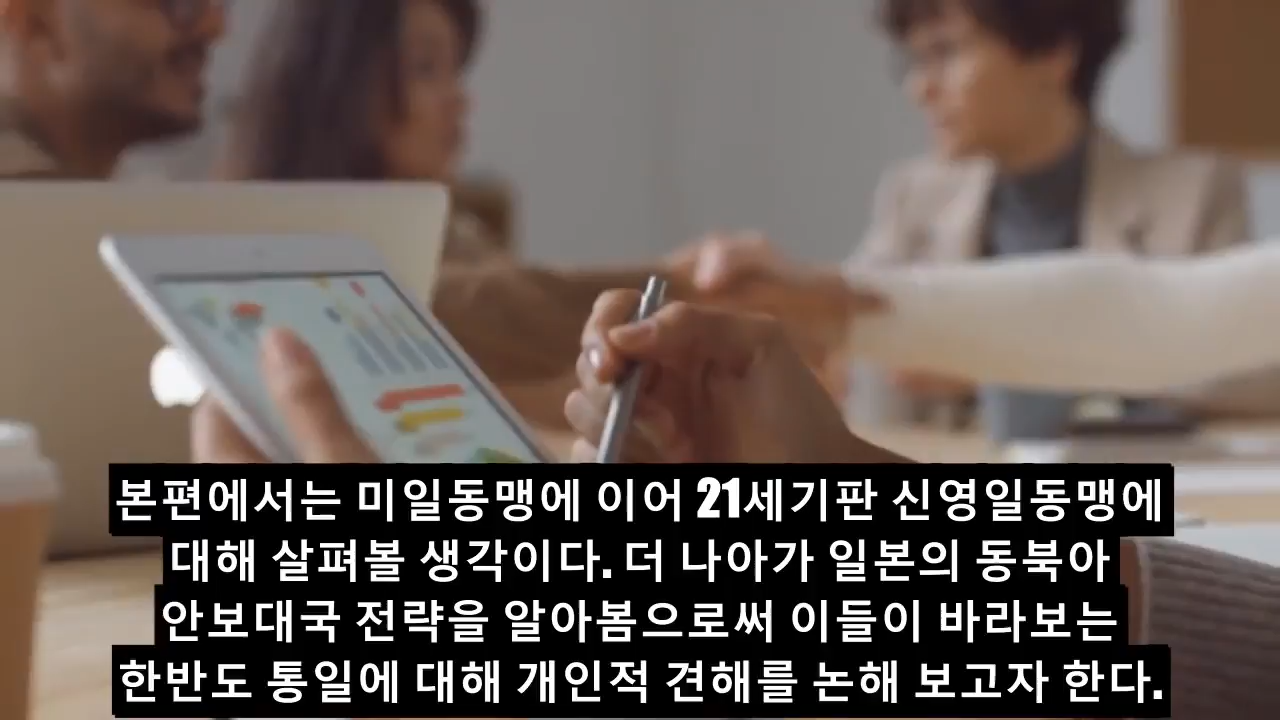 본편에서는 미일동맹에 이어 21세기판 신영일동맹에
대해 살펴볼 생각이다. 더 나아가 일본의 동북아
안보대국 전략을 알아봄으로써 이들이 바라보는
한반도 통일에 대해 개인적 견해를 논해 보고자 한다.